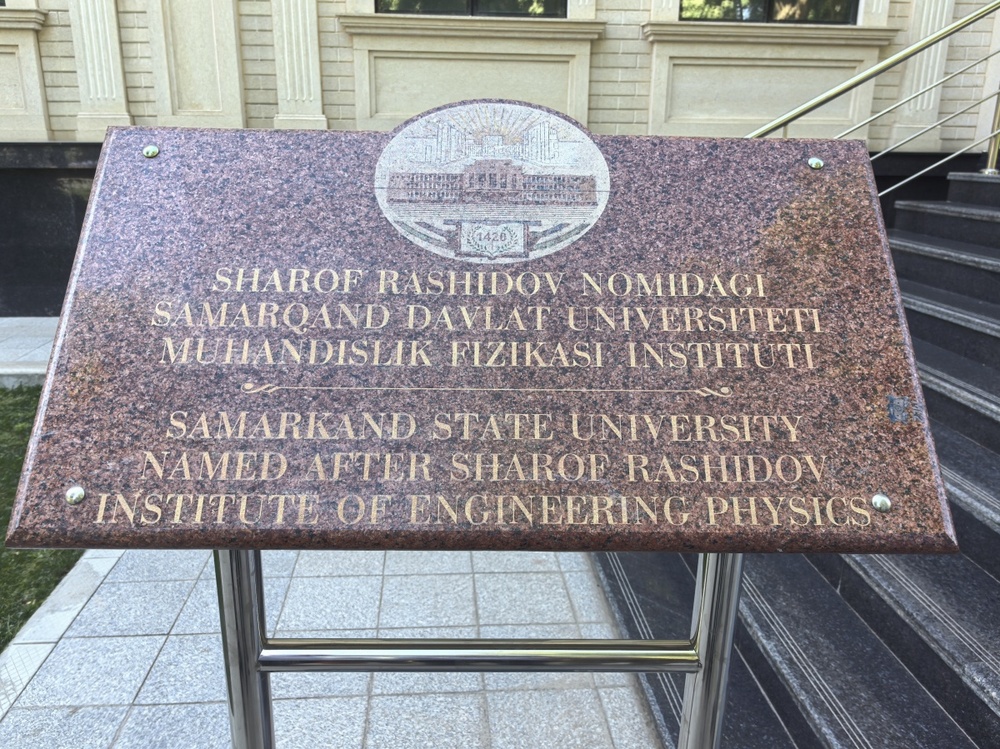 1420
SHAROF RASHIDOV NOMIDAGI
SAMARQAND DAVLAT UNIVERSITETI
MUHANDISLIK FIZIKASI INSTITUTI
SAMARKAND STATE UNIVERSITY
NAMED AFTER SHAROF RASHIDOV
INSTITUTE OF ENGINEERING PHYSICS